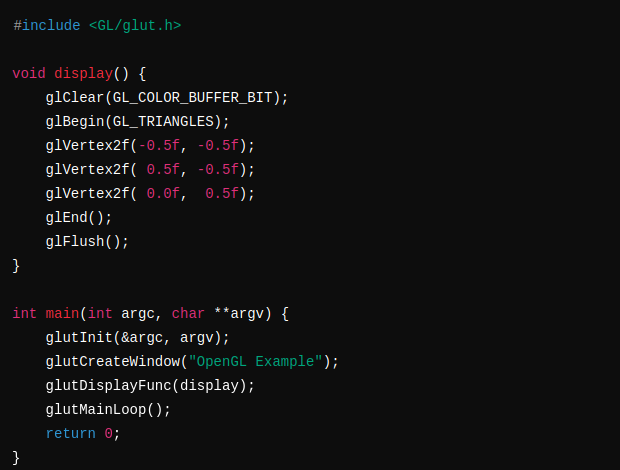 #include <GL/glut.h>

void display() {
    glClear(GL_COLOR_BUFFER_BIT);
    glBegin(GL_TRIANGLES);
    glVertex2f(-0.5f, -0.5f);
    glVertex2f( 0.5f, -0.5f);
    glVertex2f( 0.0f,  0.5f);
    glEnd();
    glFlush();
}

int main(int argc, char **argv) {
    glutInit(&argc, argv);
    glutCreateWindow("OpenGL Example");
    glutDisplayFunc(display);
    glutMainLoop();
    return 0;
}